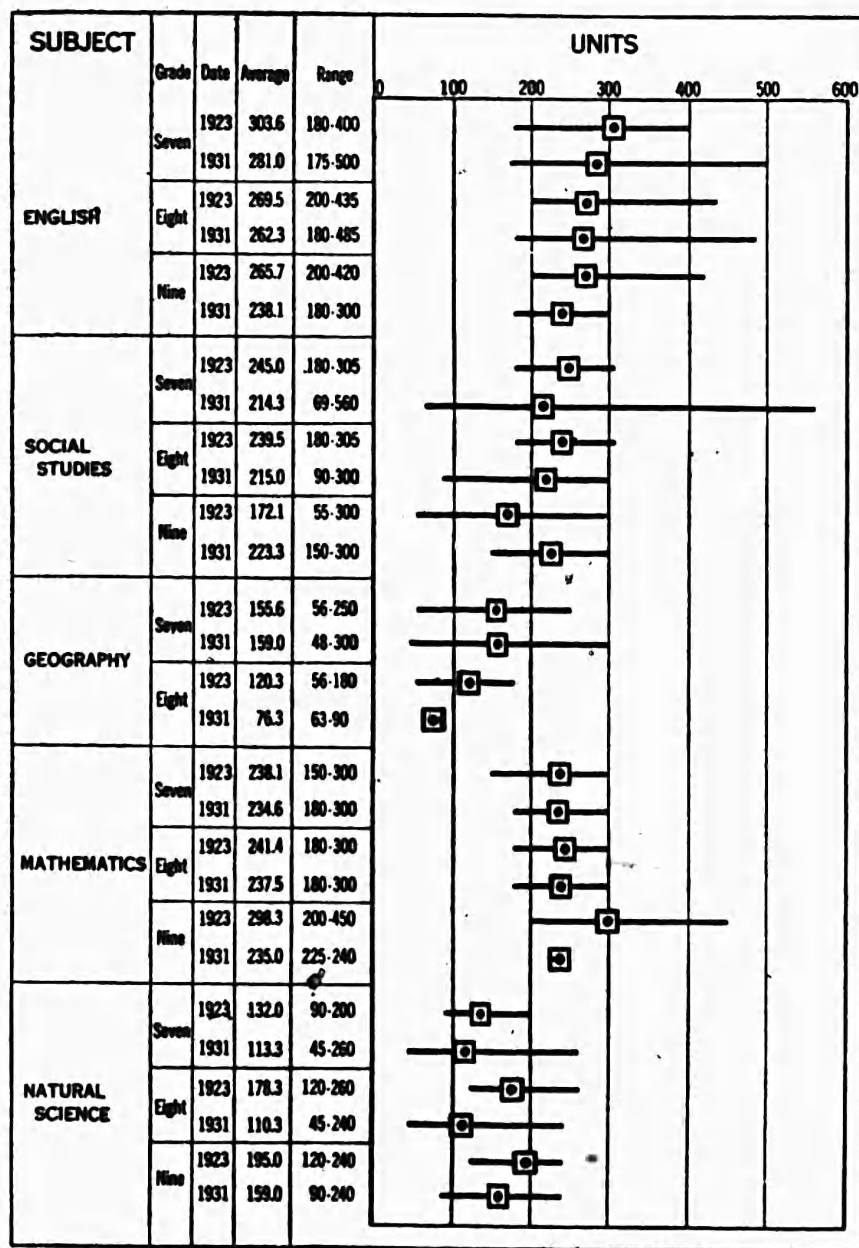 SUBJECT UNITS
Grade Date Average Range
0 100 200 300 400 500 600
ENGLISH
Seven 1923 303.6 180-400
1931 281.0 175-500
Eight 1923 269.5 200-435
1931 262.3 180-485
Nine 1923 265.7 200-420
1931 238.1 180-300
SOCIAL STUDIES
Seven 1923 245.0 180-305
1931 214.3 69-560
Eight 1923 239.5 180-305
1931 215.0 90-300
Nine 1923 172.1 55-300
1931 223.3 150-300
GEOGRAPHY
Seven 1923 155.6 56-250
1931 159.0 48-300
Eight 1923 120.3 56-180
1931 76.3 63-90
MATHEMATICS
Seven 1923 238.1 150-300
1931 234.6 180-300
Eight 1923 241.4 180-300
1931 237.5 180-300
Nine 1923 298.3 200-450
1931 235.0 225-240
NATURAL SCIENCE
Seven 1923 132.0 90-200
1931 113.3 45-260
Eight 1923 178.3 120-260
1931 110.3 45-240
Nine 1923 195.0 120-240
1931 159.0 90-240